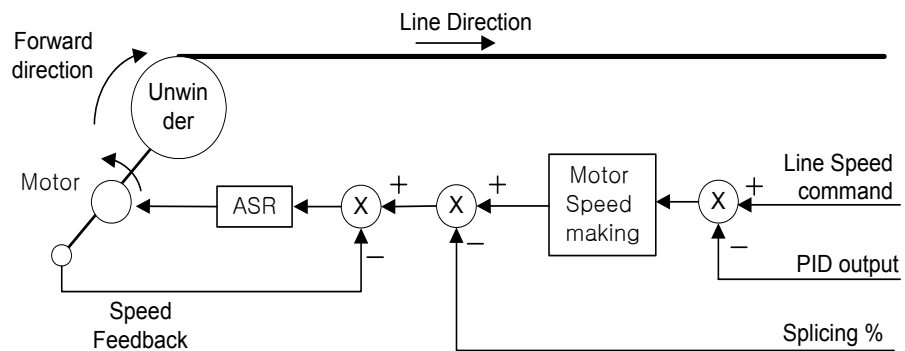 Line Direction
Forward
direction
Unwin
der
Motor
ASR
X
+
−
X
+
−
Motor
Speed
making
X
+
−
Line Speed
command
PID output
Speed
Feedback
Splicing %